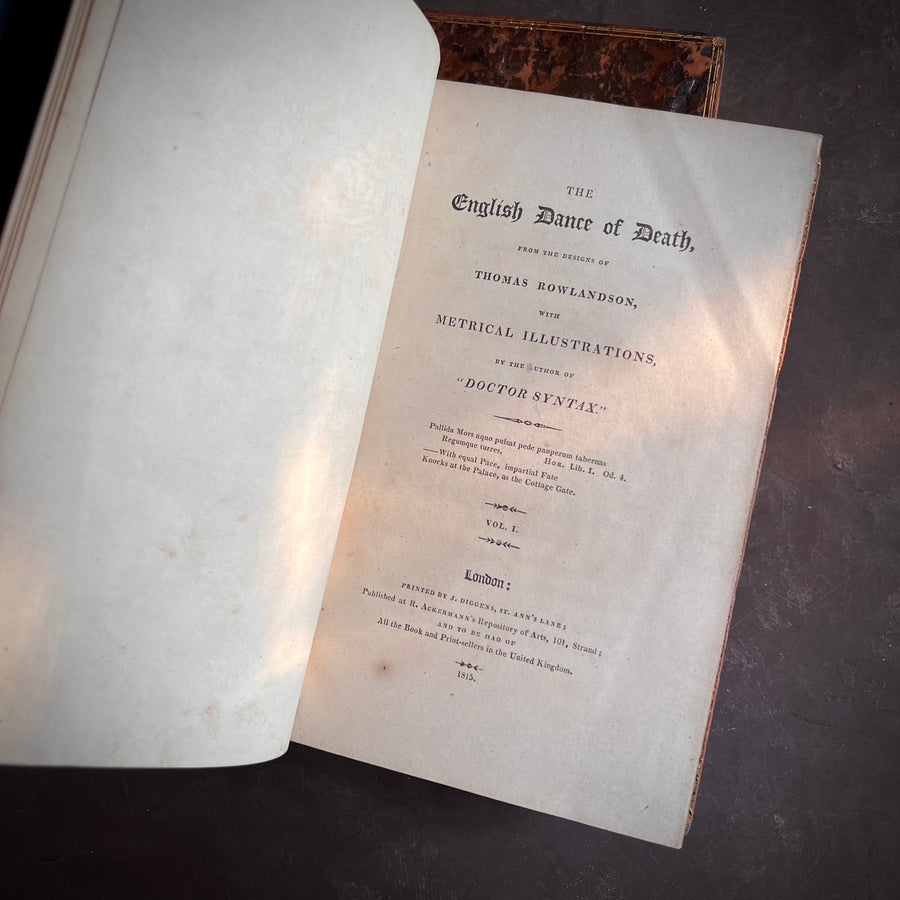 THE
English Dance of Death,
FROM THE DESIGNS OF
THOMAS ROWLANDSON,
WITH
METRICAL ILLUSTRATIONS,
BY THE AUTHOR OF
"DOCTOR SYNTAX."
Pallida Mors aquo pulsat pede pauperum tabernas
Regumque turres. HOR. Lib. I. Od. 4.
—With equal Pace, impartial Fate
Knocks at the Palace, as the Cottage Gate.
VOL. I.
London:
PRINTED BY J. DIGGENS, ST. ANN'S LANE;
Published at R. ACKERMANN'S Repository of Arts, 101, Strand;
AND TO BE HAD OF
All the Book and Print-sellers in the United Kingdom.
1815.